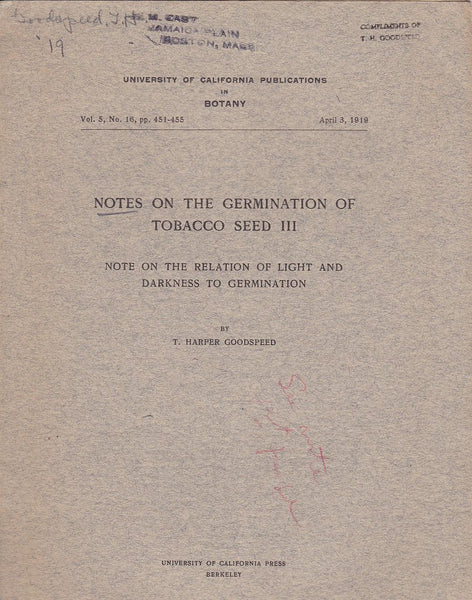 Goodspeed, T.H.
'19
E. M. EAST
JAMAICA PLAIN
BOSTON, MASS
COMPLIMENTS OF
T. H. GOODSPEED
UNIVERSITY OF CALIFORNIA PUBLICATIONS
IN
BOTANY
Vol. 5, No. 16, pp. 451-455
April 3, 1919
NOTES ON THE GERMINATION OF
TOBACCO SEED III
NOTE ON THE RELATION OF LIGHT AND
DARKNESS TO GERMINATION
BY
T. HARPER GOODSPEED
UNIVERSITY OF CALIFORNIA PRESS
BERKELEY